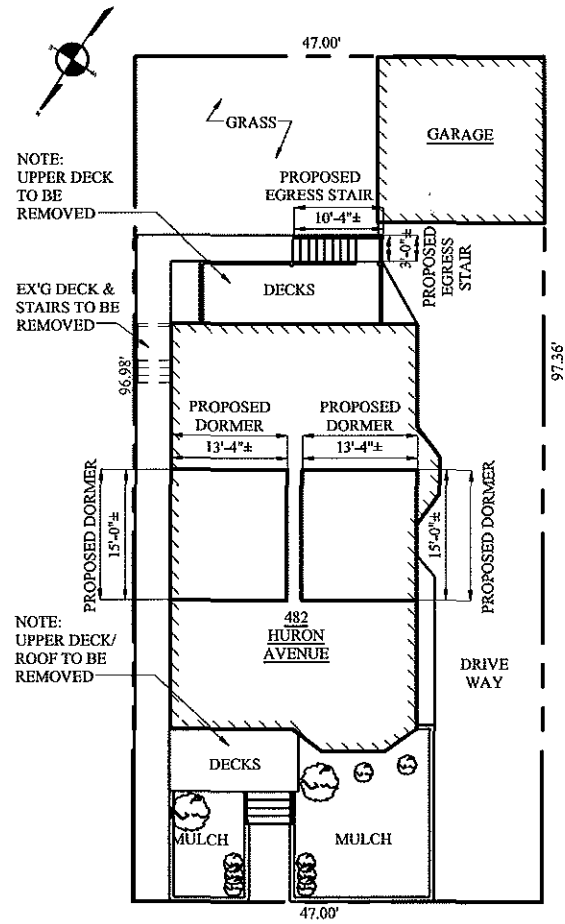 47.00'
GRASS
GARAGE
NOTE:
UPPER DECK
TO BE
REMOVED
PROPOSED
EGRESS STAIR
10'-4"±
3'-0"±
PROPOSED
EGRESS
STAIR
DECKS
EX'G DECK &
STAIRS TO BE
REMOVED
96.98'
97.36'
PROPOSED
DORMER
13'-4"±
PROPOSED
DORMER
13'-4"±
PROPOSED DORMER
15'-0"±
15'-0"±
PROPOSED DORMER
NOTE:
UPPER DECK/
ROOF TO BE
REMOVED
482
HURON
AVENUE
DRIVE
WAY
DECKS
MULCH
MULCH
47.00'